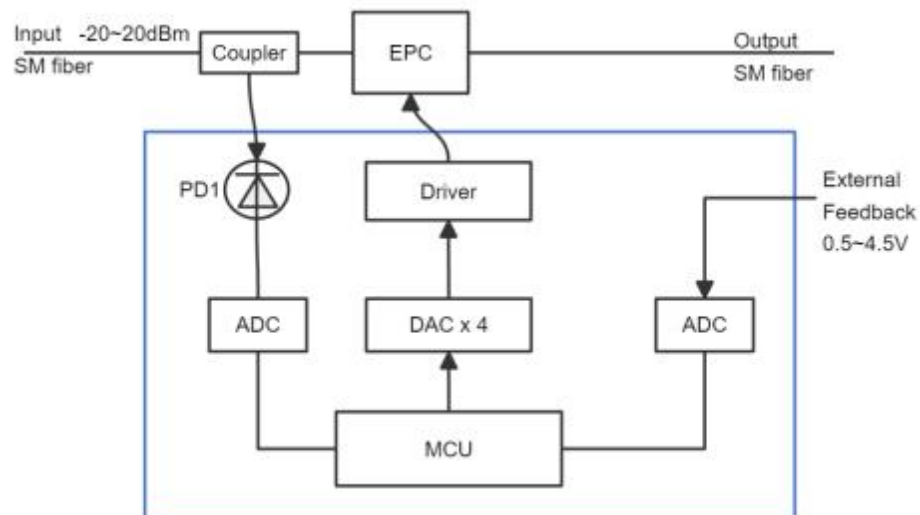 Input -20~20dBm
SM fiber
Coupler
EPC
Output
SM fiber
PD1
Driver
External
Feedback
0.5~4.5V
ADC
DAC x 4
ADC
MCU